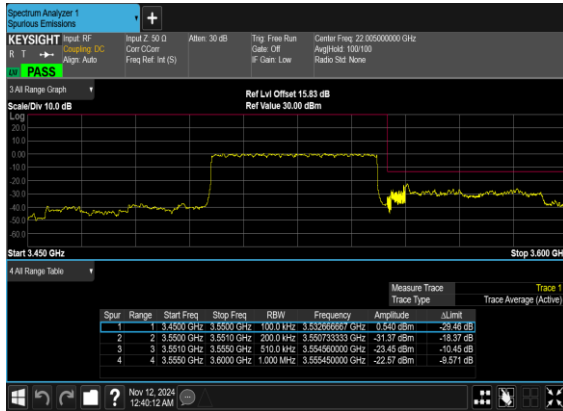 Spectrum Analyzer 1
Spurious Emissions
KEYSIGHT Input: RF Input Z: 50 Ω Atten: 30 dB Trig: Free Run Center Freq: 22.005000000 GHz
R T Coupling: DC Corr CCorr Gate: Off Avg|Hold: 100/100
Align: Auto Freq Ref: Int (S) IF Gain: Low Radio Std: None
PASS
3 All Range Graph Ref Lvl Offset 15.83 dB
Scale/Div 10.0 dB Ref Value 30.00 dBm
Log
20.0
10.0
0.00
-10.0
-20.0
-30.0
-40.0
-50.0
-60.0
Start 3.450 GHz Stop 3.600 GH
4 All Range Table
Measure Trace Trace 1
Trace Type Trace Average (Active)
Spur Range Start Freq Stop Freq RBW Frequency Amplitude ΔLimit
1 1 3.4500 GHz 3.5500 GHz 100.0 kHz 3.532666667 GHz 0.540 dBm -29.46 dB
2 2 3.5500 GHz 3.5510 GHz 200.0 kHz 3.550733333 GHz -31.37 dBm -18.37 dB
3 3 3.5510 GHz 3.5550 GHz 510.0 kHz 3.554560000 GHz -23.45 dBm -10.45 dB
4 4 3.5550 GHz 3.6000 GHz 1.000 MHz 3.555450000 GHz -22.57 dBm -9.571 dB
? Nov 12, 2024
12:40:12 AM